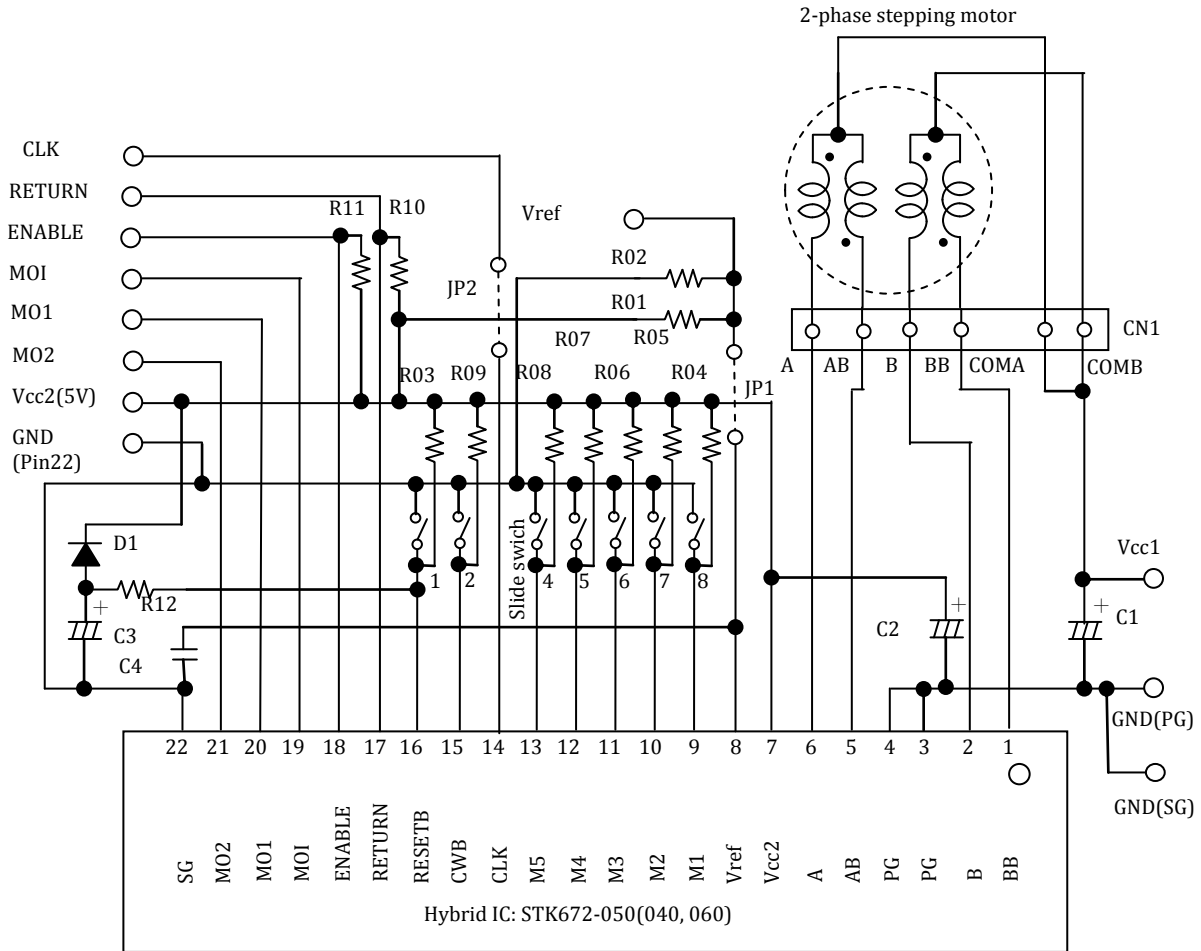 2-phase stepping motor
CLK
RETURN
R11
R10
Vref
ENABLE
R02
MOI
JP2
R01
MO1
R07
R05
CN1
MO2
A
AB
B
BB
COMA
COMB
R03
R09
R08
R06
R04
JP1
Vcc2(5V)
GND
(Pin22)
D1
Slide swich
1
2
4
5
6
7
8
Vcc1
R12
+
C3
+
C2
+
C1
C4
GND(PG)
22
21
20
19
18
17
16
15
14
13
12
11
10
9
8
7
6
5
4
3
2
1
GND(SG)
SG
MO2
MO1
MOI
ENABLE
RETURN
RESETB
CWB
CLK
M5
M4
M3
M2
M1
Vref
Vcc2
A
AB
PG
PG
B
BB
Hybrid IC: STK672-050(040, 060)